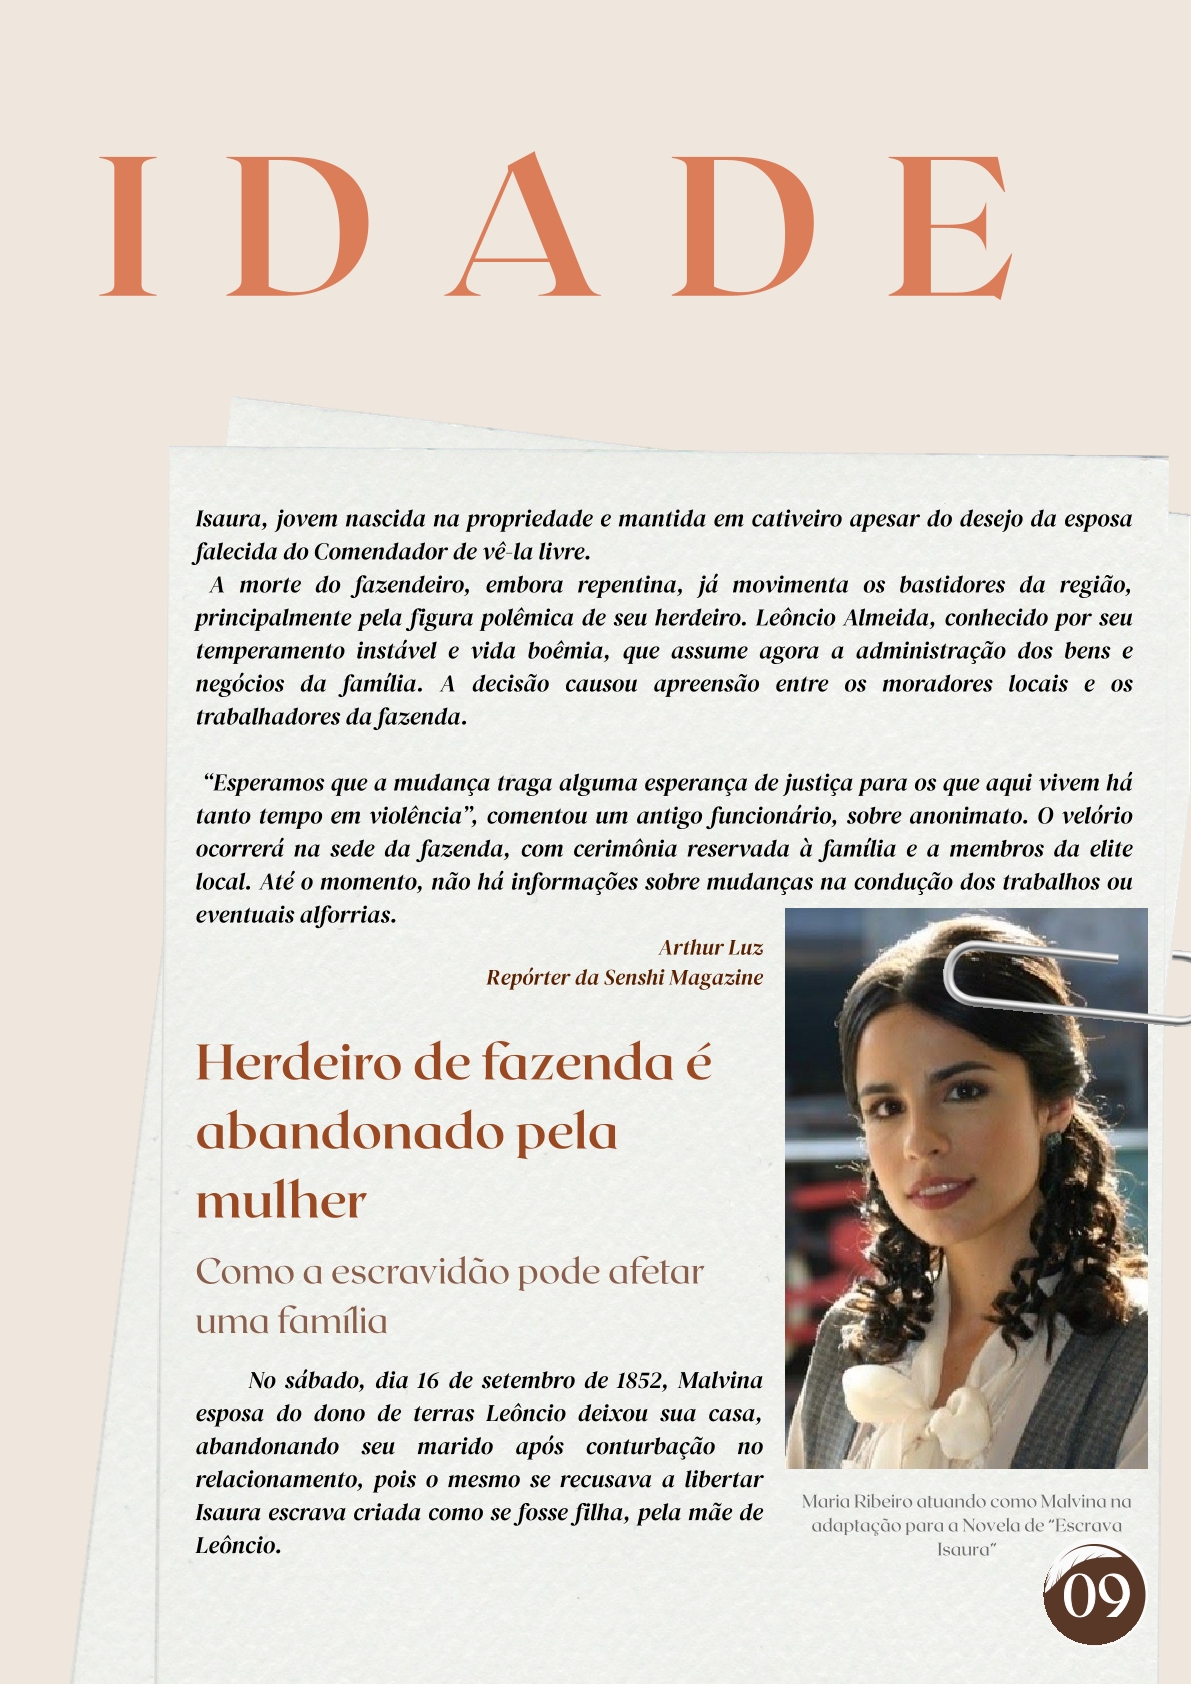 IDADE
Isaura, jovem nascida na propriedade e mantida em cativeiro apesar do desejo da esposa
falecida do Comendador de vê-la livre.
A morte do fazendeiro, embora repentina, já movimenta os bastidores da região,
principalmente pela figura polêmica de seu herdeiro. Leôncio Almeida, conhecido por seu
temperamento instável e vida boêmia, que assume agora a administração dos bens e
negócios da família. A decisão causou apreensão entre os moradores locais e os
trabalhadores da fazenda.
“Esperamos que a mudança traga alguma esperança de justiça para os que aqui vivem há
tanto tempo em violência”, comentou um antigo funcionário, sobre anonimato. O velório
ocorrerá na sede da fazenda, com cerimônia reservada à família e a membros da elite
local. Até o momento, não há informações sobre mudanças na condução dos trabalhos ou
eventuais alforrias.
Arthur Luz
Repórter da Senshi Magazine
Herdeiro de fazenda é
abandonado pela
mulher
Como a escravidão pode afetar
uma família
No sábado, dia 16 de setembro de 1852, Malvina
esposa do dono de terras Leôncio deixou sua casa,
abandonando seu marido após conturbação no
relacionamento, pois o mesmo se recusava a libertar
Isaura escrava criada como se fosse filha, pela mãe de
Leôncio.
Maria Ribeiro atuando como Malvina na
adaptação para a Novela de “Escrava
Isaura”
09